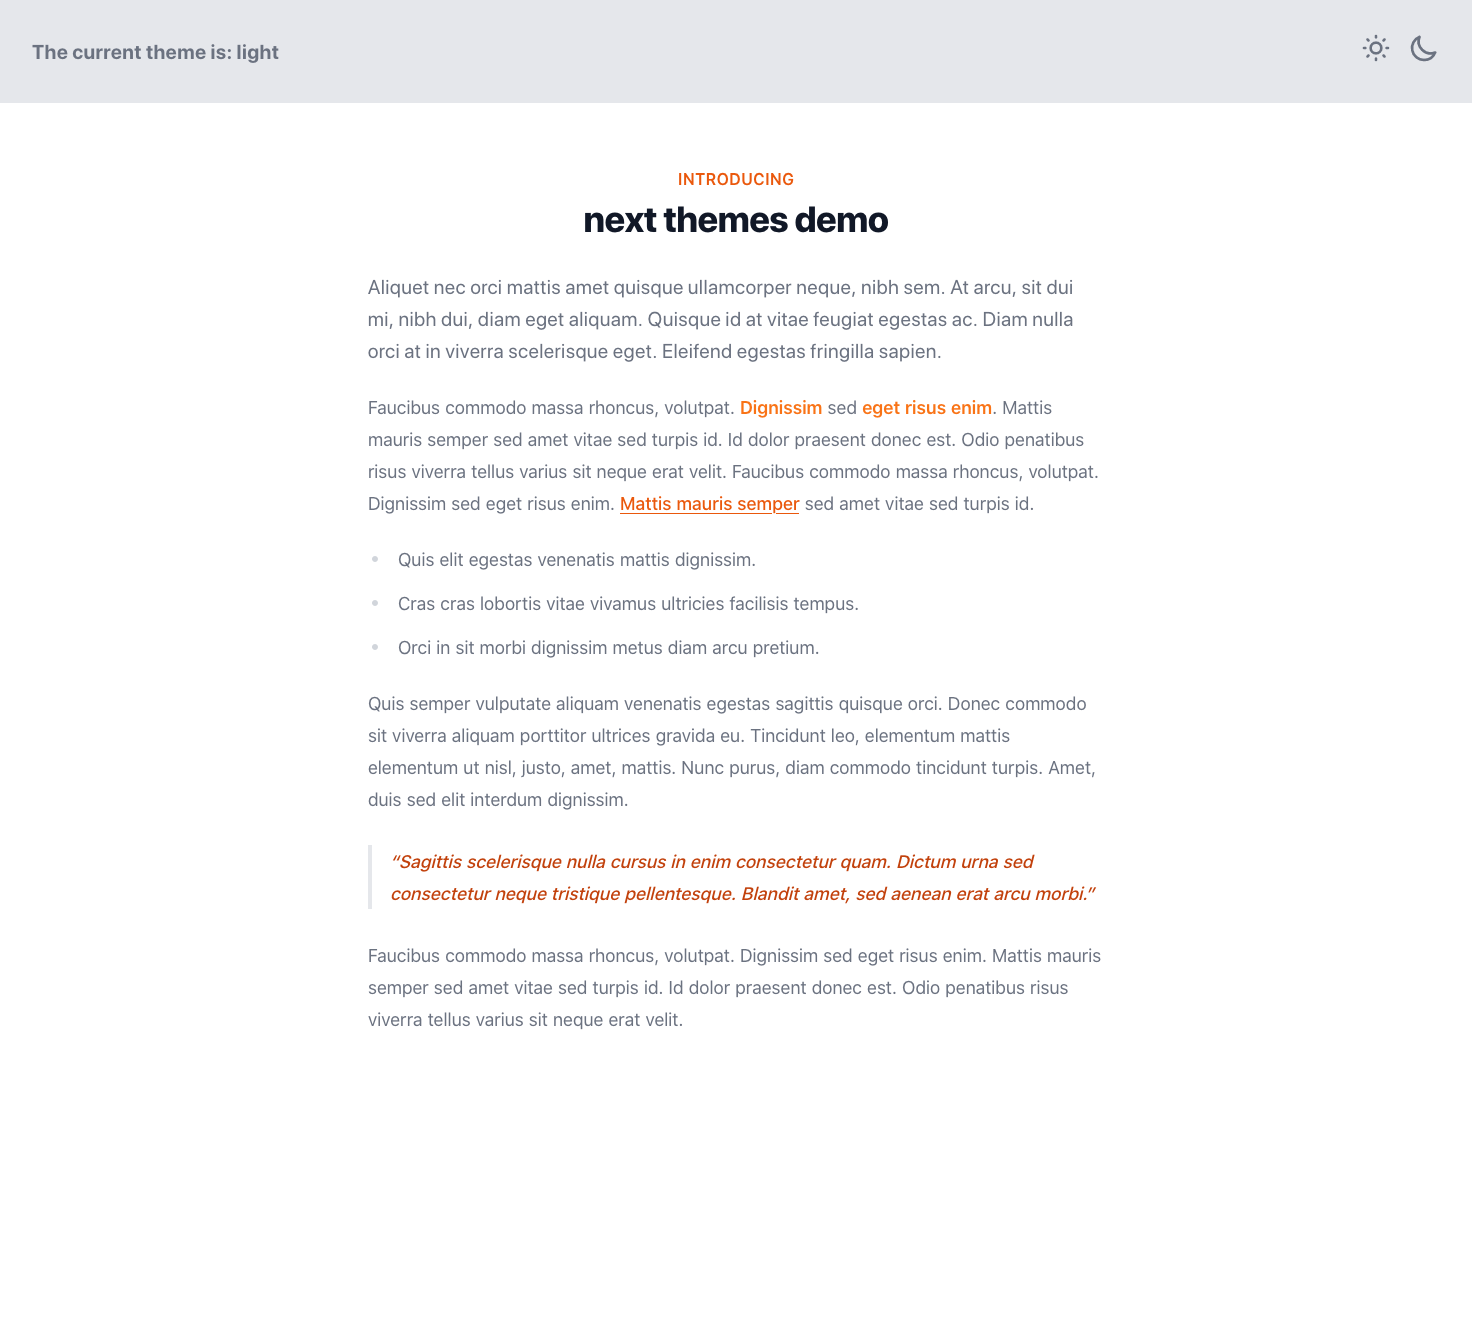 The current theme is: light
INTRODUCING
next themes demo
Aliquet nec orci mattis amet quisque ullamcorper neque, nibh sem. At arcu, sit dui
mi, nibh dui, diam eget aliquam. Quisque id at vitae feugiat egestas ac. Diam nulla
orci at in viverra scelerisque eget. Eleifend egestas fringilla sapien.
Faucibus commodo massa rhoncus, volutpat. Dignissim sed eget risus enim. Mattis
mauris semper sed amet vitae sed turpis id. Id dolor praesent donec est. Odio penatibus
risus viverra tellus varius sit neque erat velit. Faucibus commodo massa rhoncus, volutpat.
Dignissim sed eget risus enim. Mattis mauris semper sed amet vitae sed turpis id.
• Quis elit egestas venenatis mattis dignissim.
• Cras cras lobortis vitae vivamus ultricies facilisis tempus.
• Orci in sit morbi dignissim metus diam arcu pretium.
Quis semper vulputate aliquam venenatis egestas sagittis quisque orci. Donec commodo
sit viverra aliquam porttitor ultrices gravida eu. Tincidunt leo, elementum mattis
elementum ut nisl, justo, amet, mattis. Nunc purus, diam commodo tincidunt turpis. Amet,
duis sed elit interdum dignissim.
“Sagittis scelerisque nulla cursus in enim consectetur quam. Dictum urna sed
consectetur neque tristique pellentesque. Blandit amet, sed aenean erat arcu morbi.”
Faucibus commodo massa rhoncus, volutpat. Dignissim sed eget risus enim. Mattis mauris
semper sed amet vitae sed turpis id. Id dolor praesent donec est. Odio penatibus risus
viverra tellus varius sit neque erat velit.